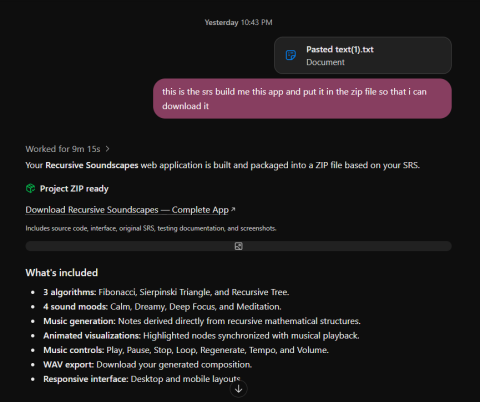 Yesterday 10:43 PM
Pasted text(1).txt
Document
this is the srs build me this app and put it in the zip file so that i can
download it
Worked for 9m 15s >
Your Recursive Soundscapes web application is built and packaged into a ZIP file based on your SRS.
Project ZIP ready
Download Recursive Soundscapes — Complete App ↗
Includes source code, interface, original SRS, testing documentation, and screenshots.
What's included
• 3 algorithms: Fibonacci, Sierpinski Triangle, and Recursive Tree.
• 4 sound moods: Calm, Dreamy, Deep Focus, and Meditation.
• Music generation: Notes derived directly from recursive mathematical structures.
• Animated visualizations: Highlighted nodes synchronized with musical playback.
• Music controls: Play, Pause, Stop, Loop, Regenerate, Tempo, and Volume.
• WAV export: Download your generated composition.
• Responsive interface: Desktop and mobile layouts.